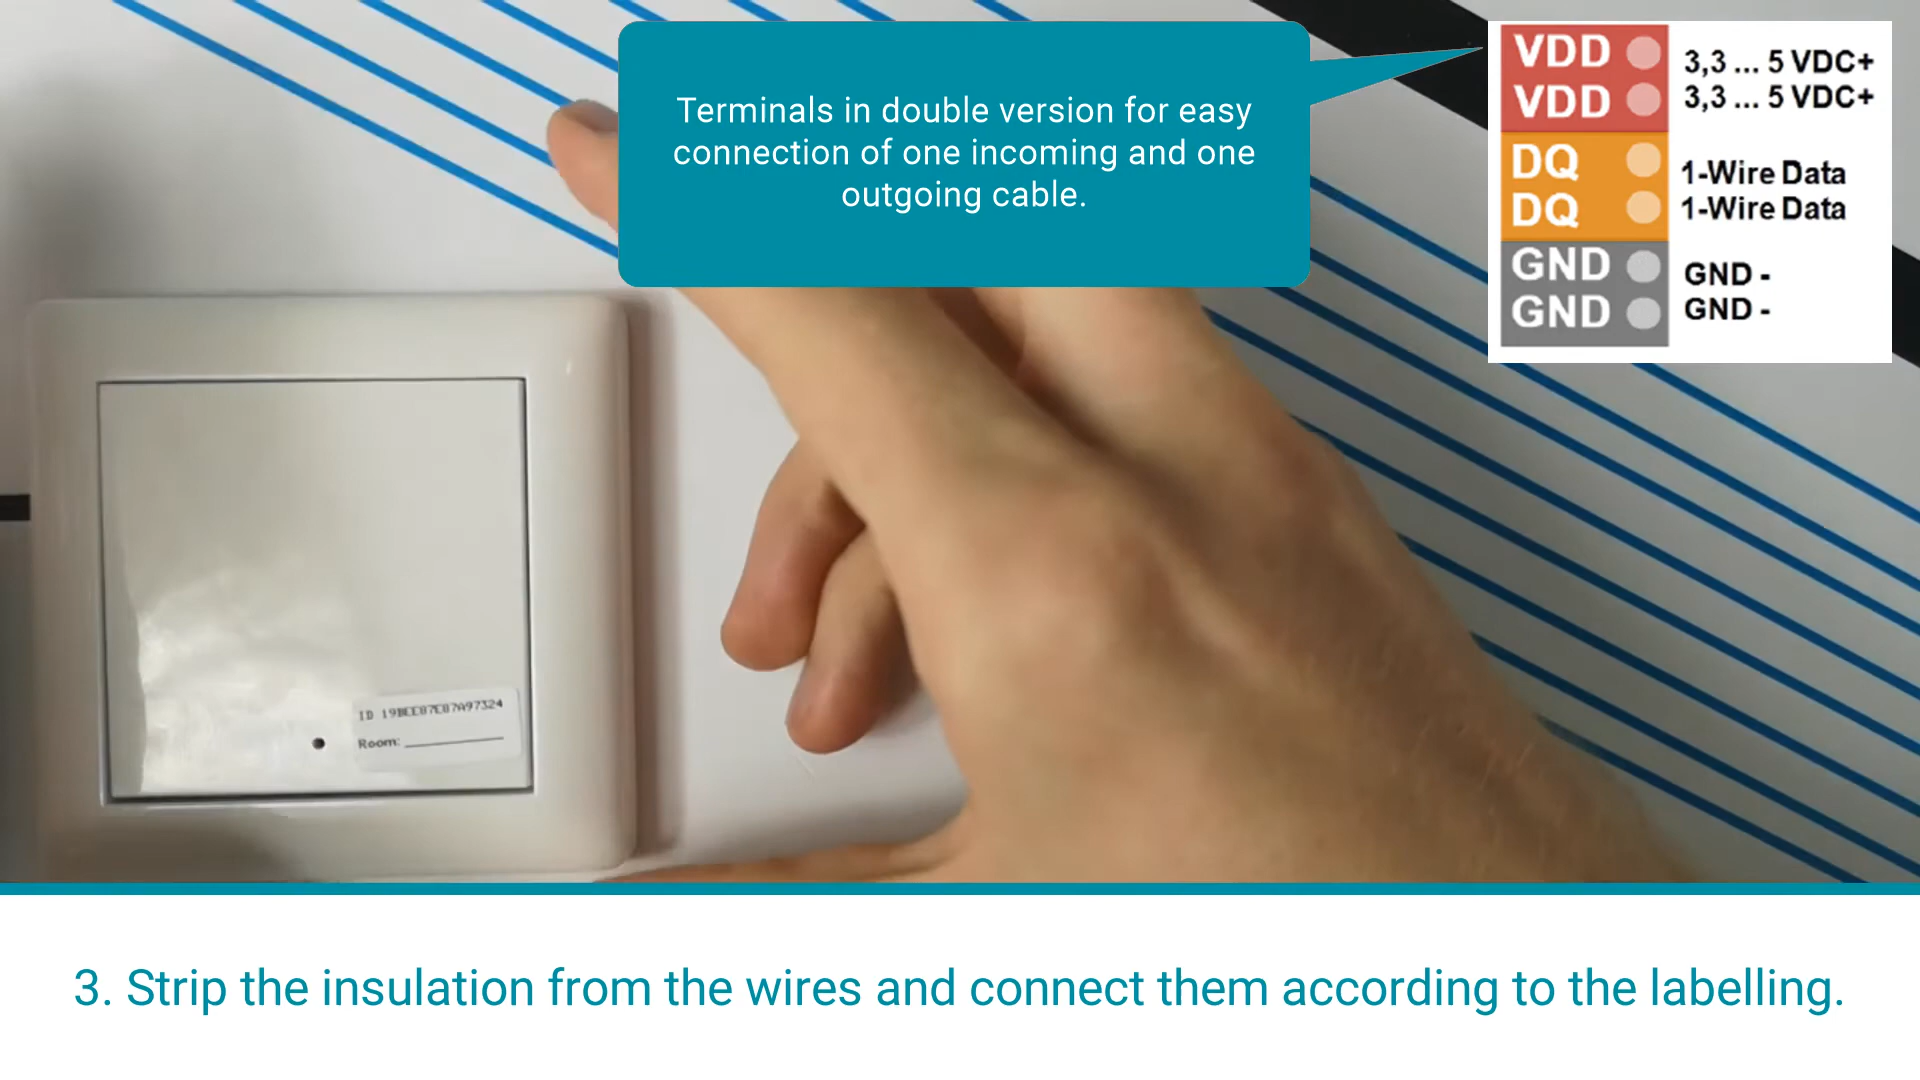 Terminals in double version for easy
connection of one incoming and one
outgoing cable.
VDD 3,3 ... 5 VDC+
VDD 3,3 ... 5 VDC+
DQ 1-Wire Data
DQ 1-Wire Data
GND GND -
GND GND -
ID 19BEE07E07A97324
Room:
3. Strip the insulation from the wires and connect them according to the labelling.